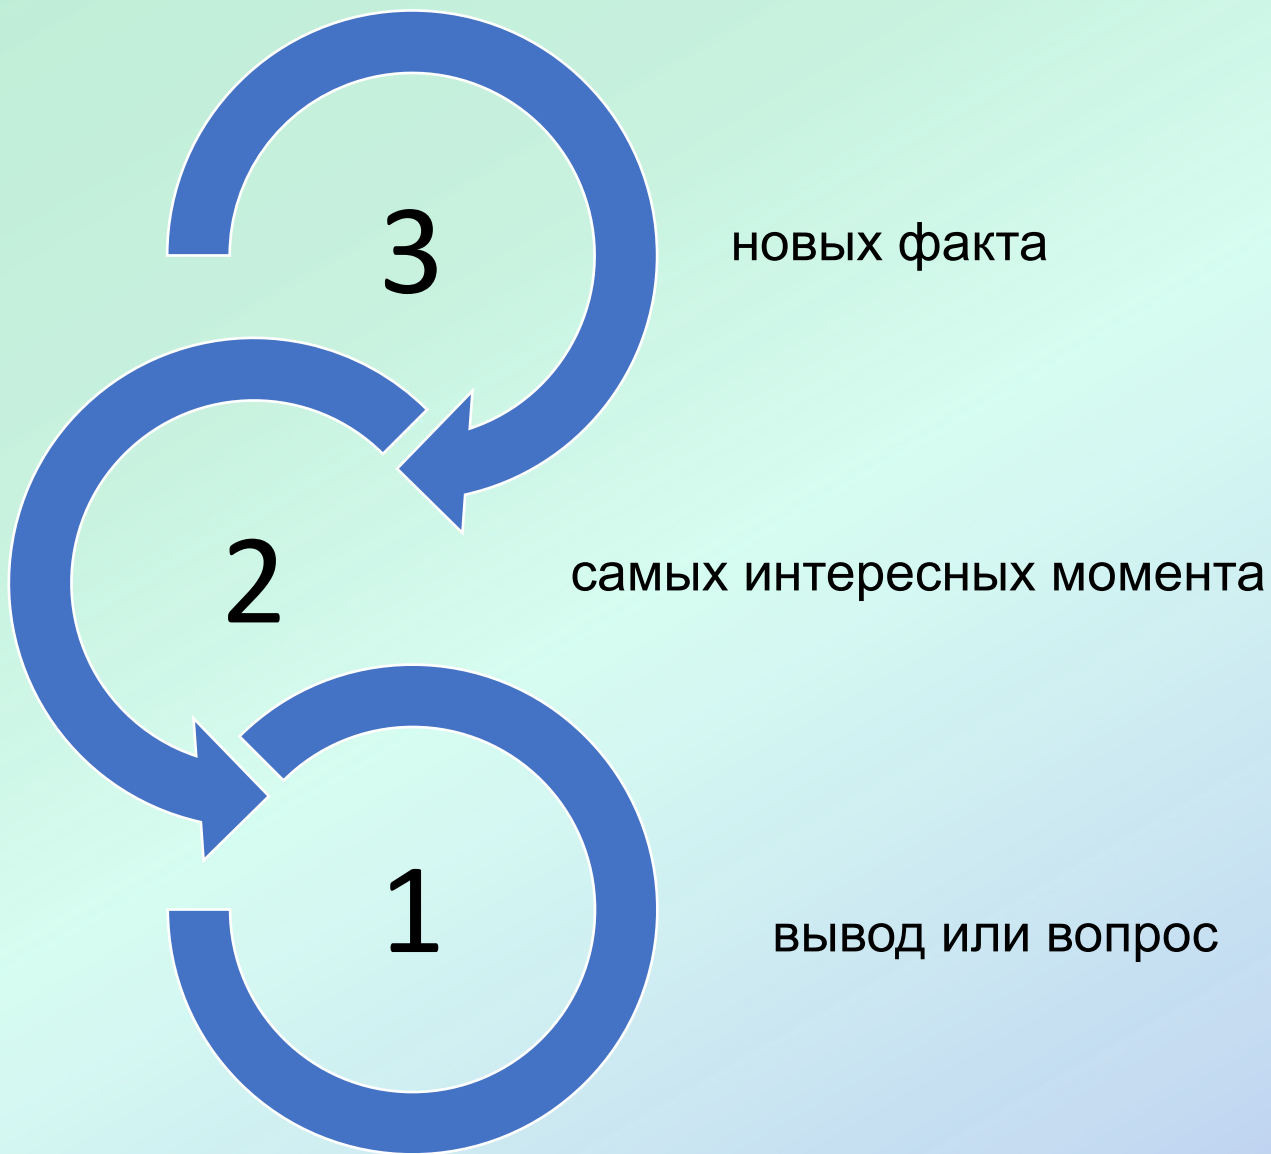 3
новых факта
2
самых интересных момента
1
вывод или вопрос